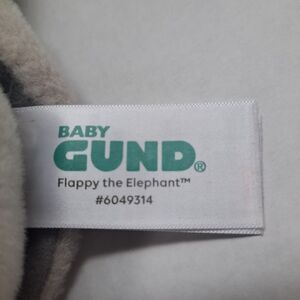 BABY
GUND®
Flappy the Elephant™
#6049314